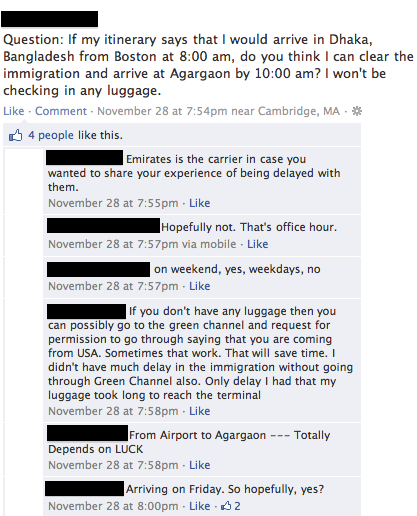 Question: If my itinerary says that I would arrive in Dhaka,
Bangladesh from Boston at 8:00 am, do you think I can clear the
immigration and arrive at Agargaon by 10:00 am? I won't be
checking in any luggage.
Like · Comment · November 28 at 7:54pm near Cambridge, MA ·
4 people like this.
Emirates is the carrier in case you
wanted to share your experience of being delayed with
them.
November 28 at 7:55pm · Like
Hopefully not. That's office hour.
November 28 at 7:57pm via mobile · Like
on weekend, yes, weekdays, no
November 28 at 7:57pm · Like
If you don't have any luggage then you
can possibly go to the green channel and request for
permission to go through saying that you are coming
from USA. Sometimes that work. That will save time. I
didn't have much delay in the immigration without going
through Green Channel also. Only delay I had that my
luggage took long to reach the terminal
November 28 at 7:58pm · Like
From Airport to Agargaon --- Totally
Depends on LUCK
November 28 at 7:58pm · Like
Arriving on Friday. So hopefully, yes?
November 28 at 8:00pm · Like · 2